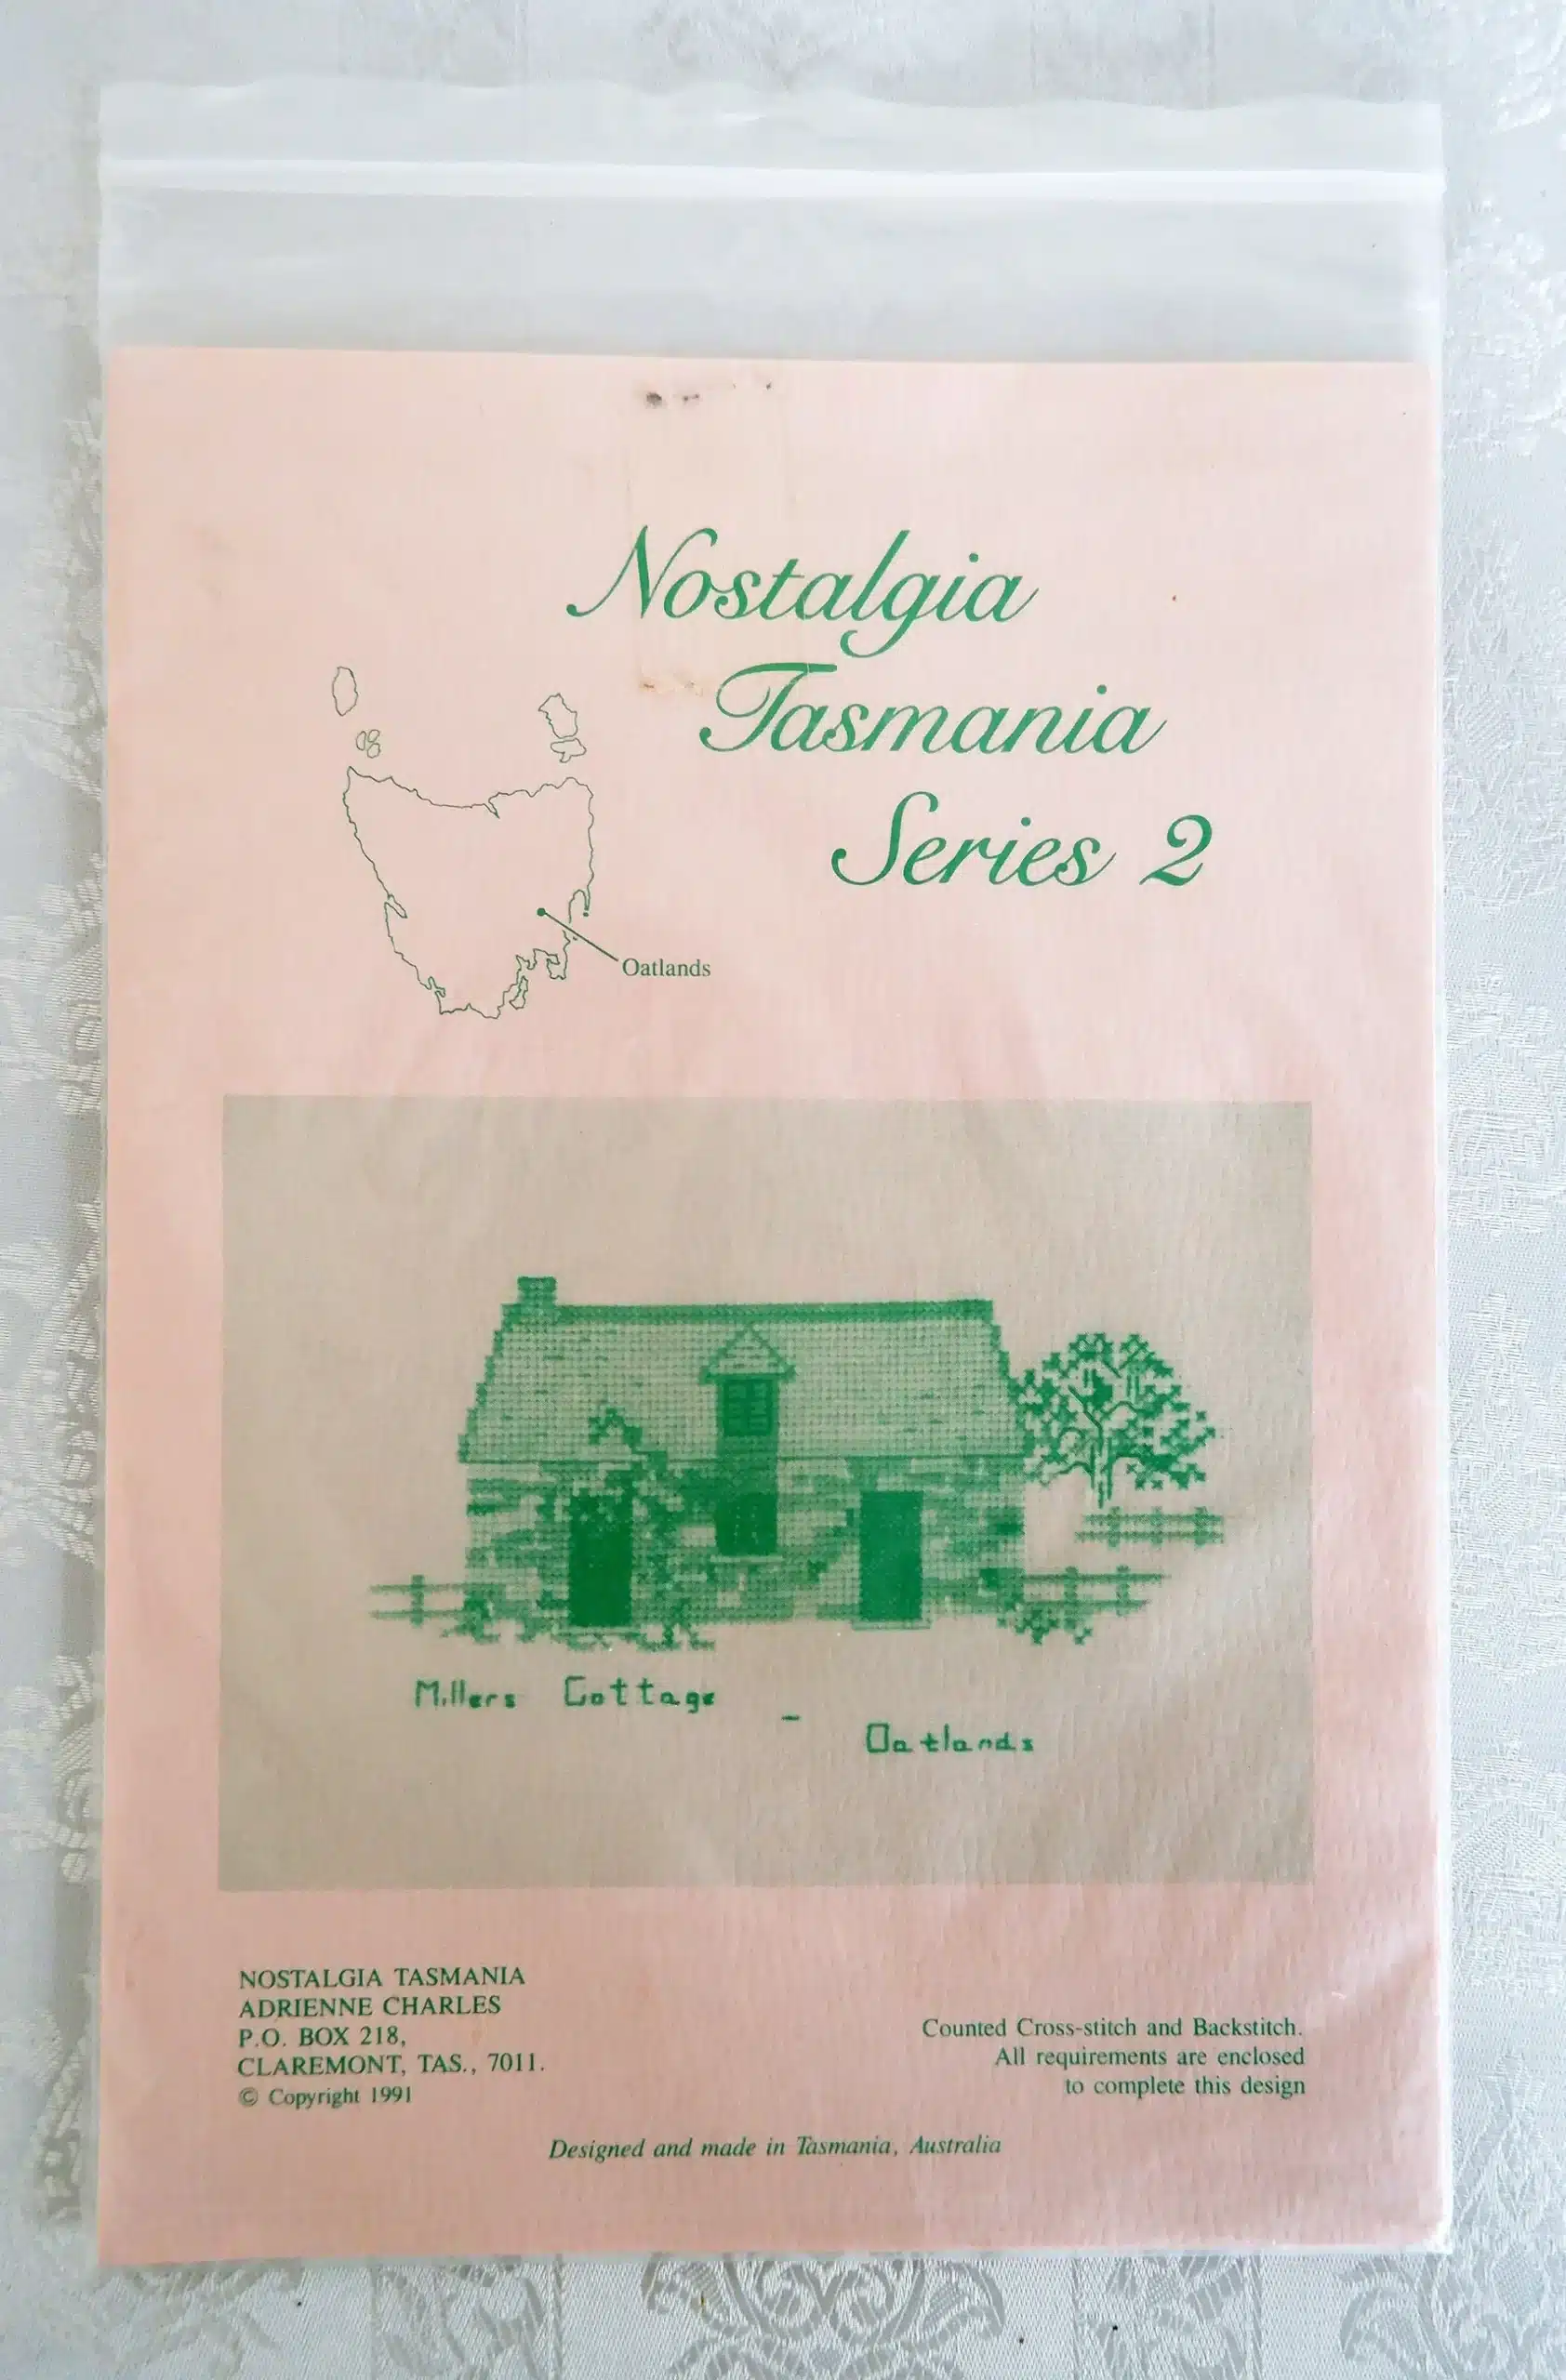 Nostalgia
Tasmania
Series 2
Oatlands
Millers Cottage
-
Oatlands
NOSTALGIA TASMANIA
ADRIENNE CHARLES
P.O. BOX 218,
CLAREMONT, TAS., 7011.
© Copyright 1991
Counted Cross-stitch and Backstitch.
All requirements are enclosed
to complete this design
Designed and made in Tasmania, Australia